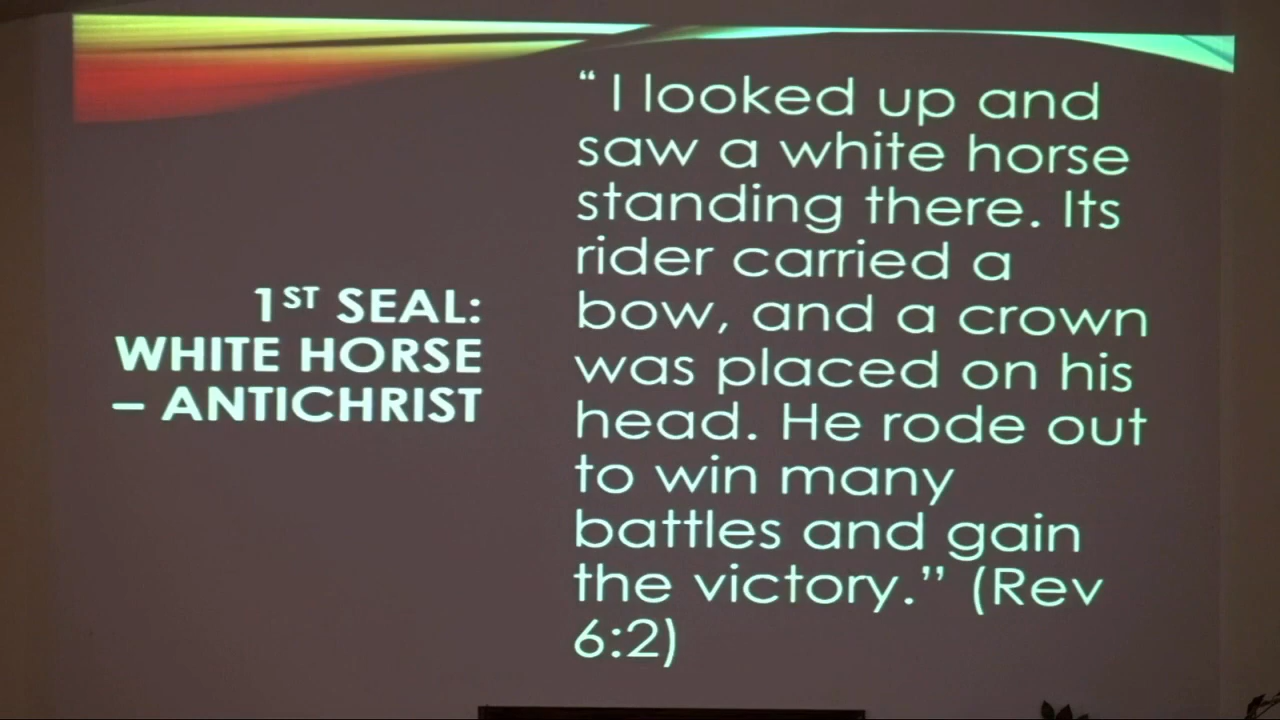 1ST SEAL:
WHITE HORSE
– ANTICHRIST
“ I looked up and
saw a white horse
standing there. Its
rider carried a
bow, and a crown
was placed on his
head. He rode out
to win many
battles and gain
the victory.” (Rev
6:2)